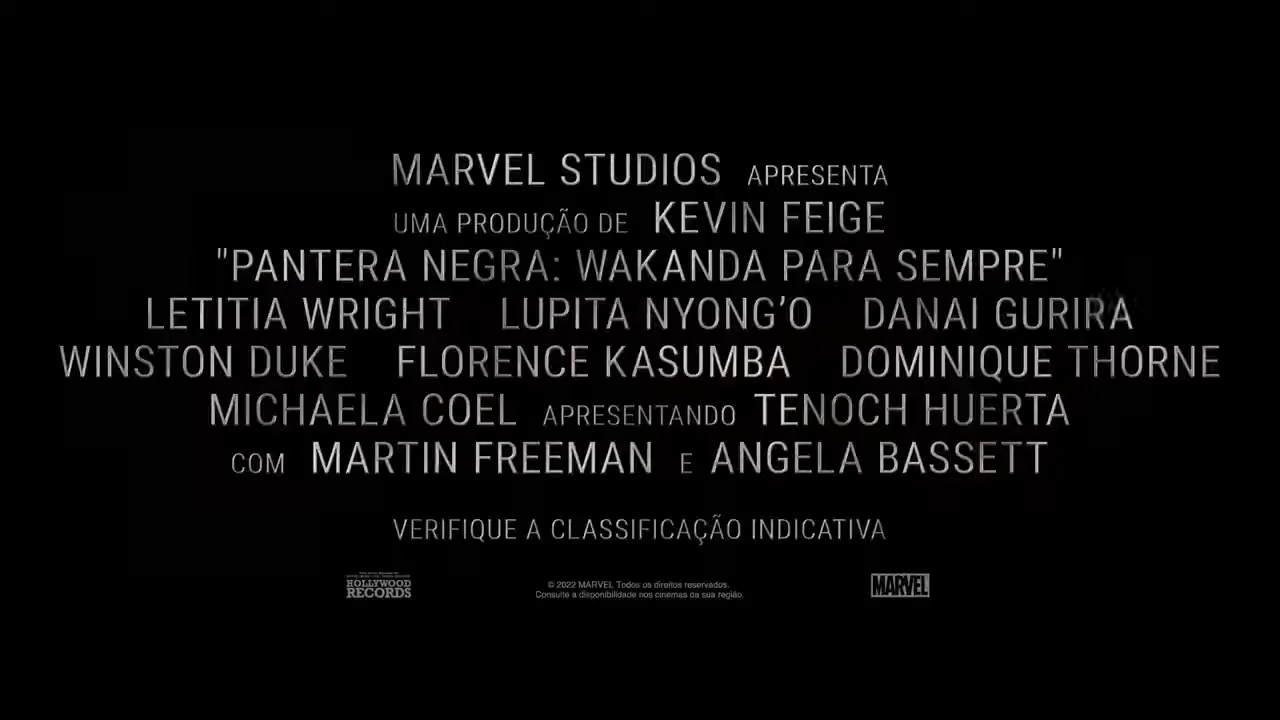 MARVEL STUDIOS APRESENTA
UMA PRODUÇÃO DE KEVIN FEIGE
"PANTERA NEGRA: WAKANDA PARA SEMPRE"
LETITIA WRIGHT LUPITA NYONG’O DANAI GURIRA
WINSTON DUKE FLORENCE KASUMBA DOMINIQUE THORNE
MICHAELA COEL APRESENTANDO TENOCH HUERTA
COM MARTIN FREEMAN E ANGELA BASSETT
VERIFIQUE A CLASSIFICAÇÃO INDICATIVA
HOLLYWOOD
RECORDS
© 2022 MARVEL Todos os direitos reservados.
Consulte a disponibilidade nos cinemas da sua região.
MARVEL